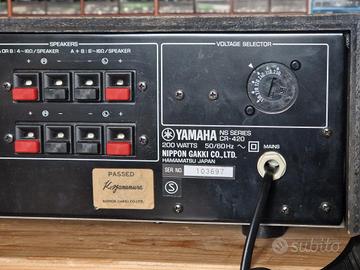 SPEAKERS
A OR B : 4~16Ω/SPEAKER A + B : 8~16Ω/SPEAKER
VOLTAGE SELECTOR
YAMAHA NS SERIES
CR-420
200 WATTS 50/60Hz
NIPPON GAKKI CO., LTD.
HAMAMATSU JAPAN
MAINS
SER NO. 103697
PASSED
NIPPON GAKKI CO., LTD.
S
subito